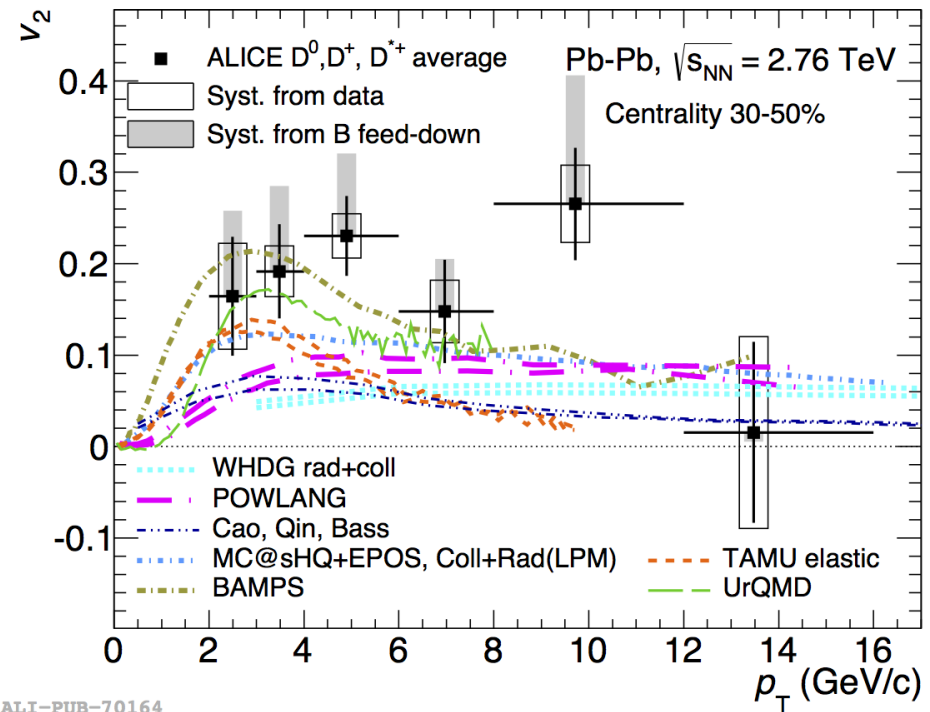 v2
ALICE D⁰,D⁺, D*⁺ average
Syst. from data
Syst. from B feed-down
Pb-Pb, √sNN = 2.76 TeV
Centrality 30-50%
0.4
0.3
0.2
0.1
0
-0.1
WHDG rad+coll
POWLANG
Cao, Qin, Bass
MC@sHQ+EPOS, Coll+Rad(LPM)
BAMPS
TAMU elastic
UrQMD
0 2 4 6 8 10 12 14 16
pT (GeV/c)
ALI-PUB-70164